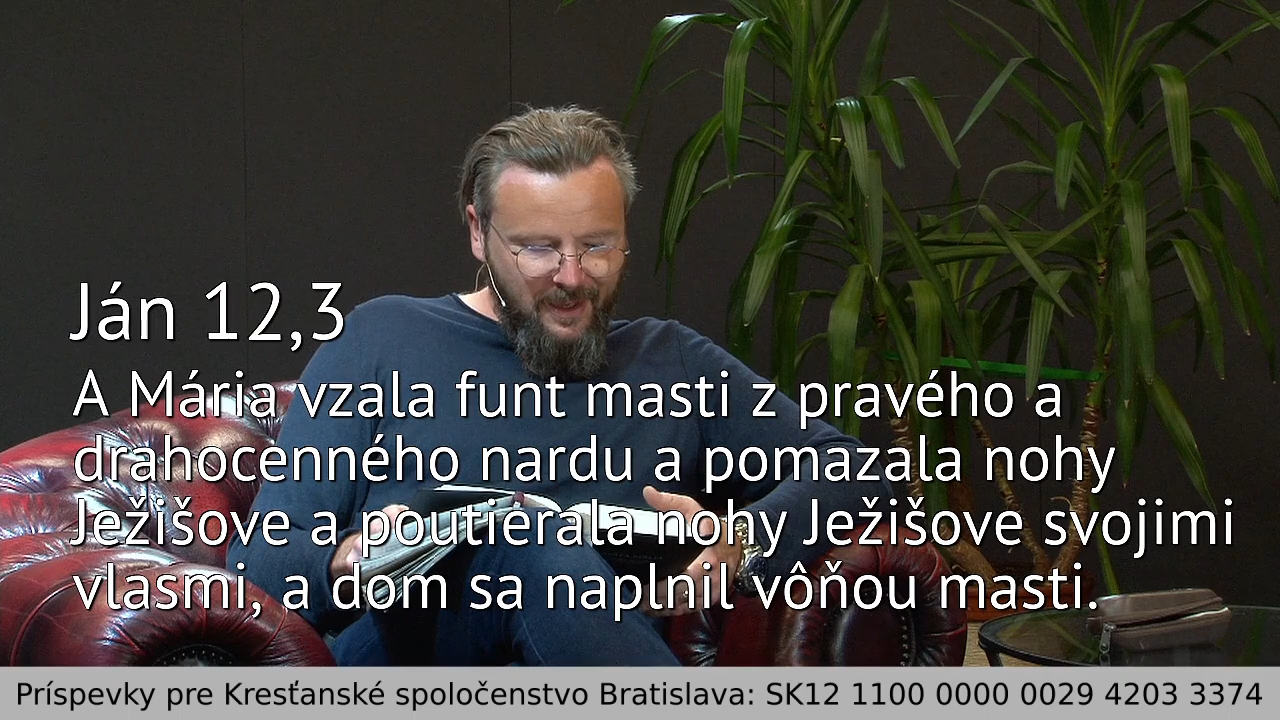 Ján 12,3
A Mária vzala funt masti z pravého a
drahocenného nardu a pomazala nohy
Ježišove a poutierala nohy Ježišove svojimi
vlasmi, a dom sa naplnil vôňou masti.
Príspevky pre Kresťanské spoločenstvo Bratislava: SK12 1100 0000 0029 4203 3374